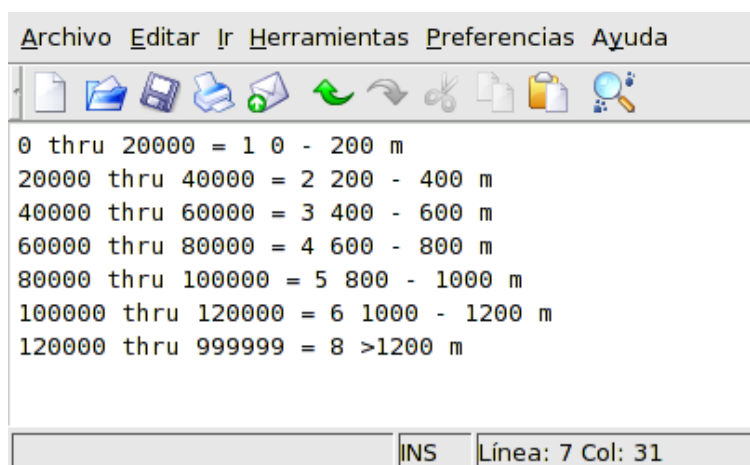 Archivo Editar Ir Herramientas Preferencias Ayuda
0 thru 20000 = 1 0 - 200 m
20000 thru 40000 = 2 200 - 400 m
40000 thru 60000 = 3 400 - 600 m
60000 thru 80000 = 4 600 - 800 m
80000 thru 100000 = 5 800 - 1000 m
100000 thru 120000 = 6 1000 - 1200 m
120000 thru 999999 = 8 >1200 m
INS Línea: 7 Col: 31